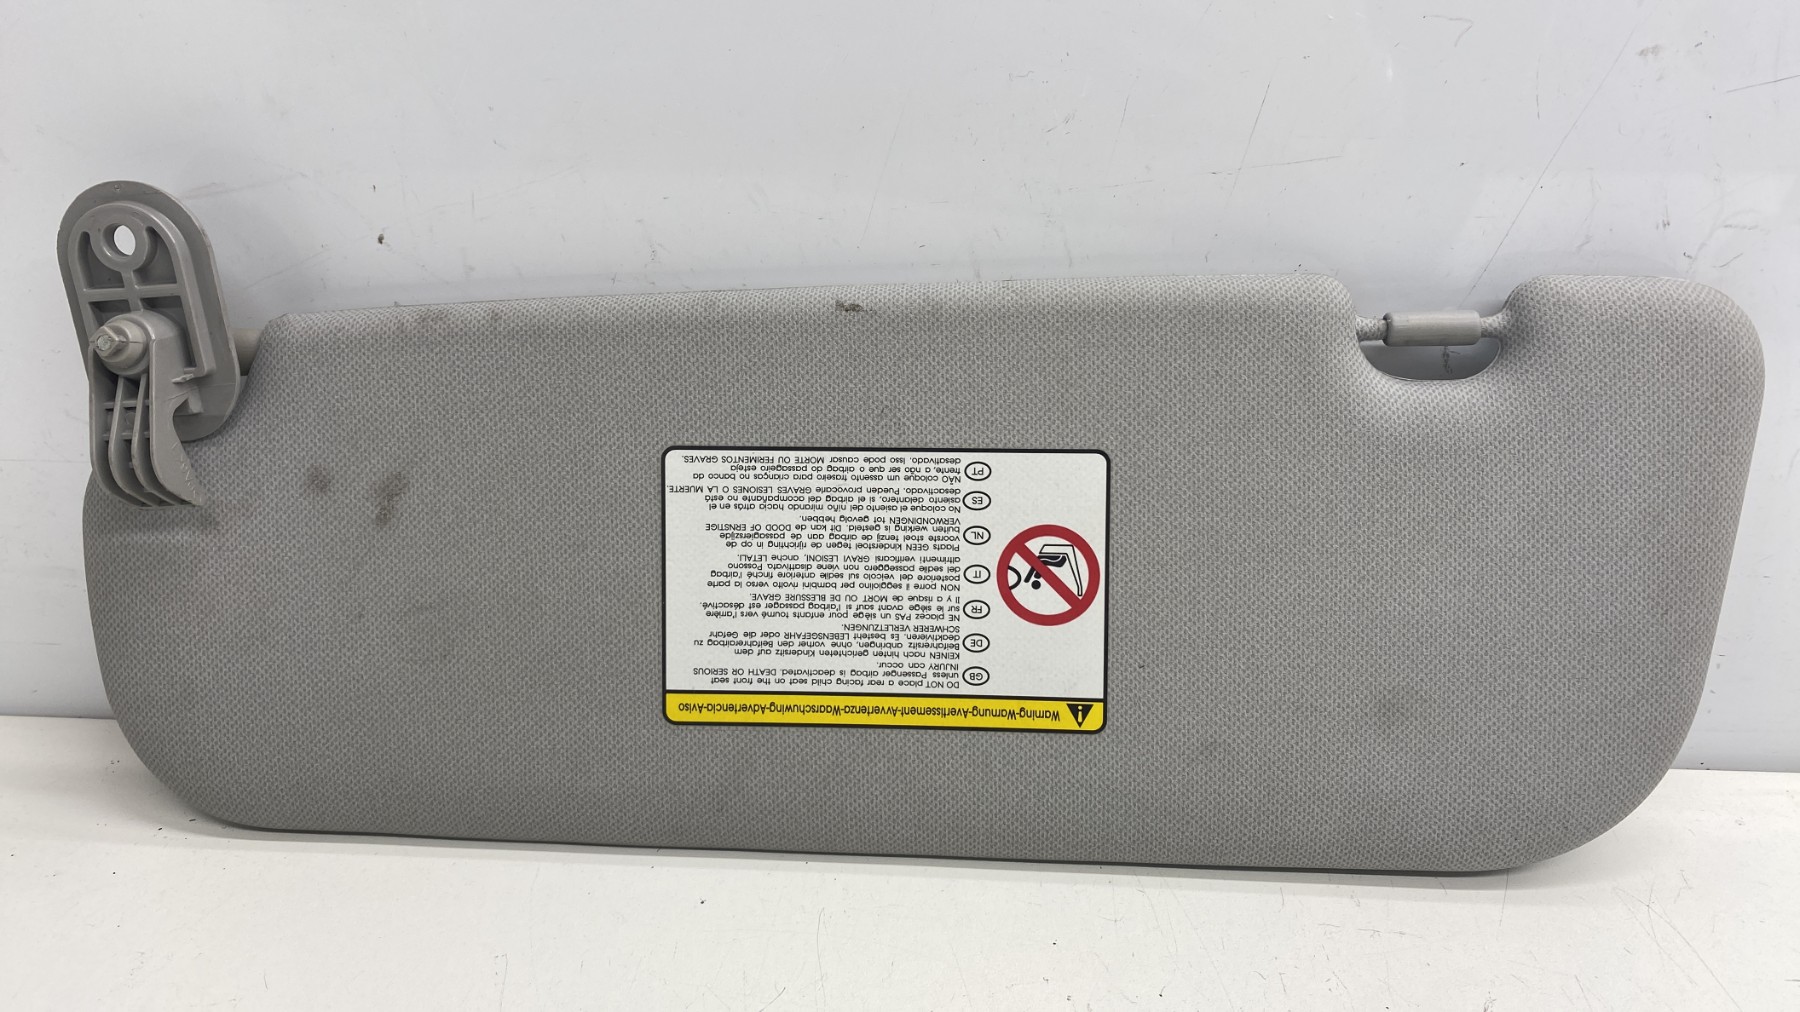 Warning-Warnung-Avertissement-Avvertenzo-Waarschuwing-Advertencia-Aviso
GB
DO NOT place a rear facing child seat on the front seat
unless Passenger airbag is deactivated. DEATH OR SERIOUS
INJURY can occur.
DE
KEINEN nach hinten gerichteten Kindersitz auf dem
Beifahrersitz anbringen, ohne vorher den Beifahrerairbag zu
deaktivieren. Es besteht LEBENSGEFAHR oder die Gefahr
SCHWERER VERLETZUNGEN.
FR
NE placez PAS un siége pour enfants tourné vers l'arrière
sur le siége avant sauf si l'airbag passager est désactivé.
Il y a risque de MORT OU DE BLESSURE GRAVE.
IT
NON porre il seggiolino per bambini rivolto verso la parte
posteriore del veicolo sul sedile anteriore finché l'airbag
del sedile passeggero non viene disattivato. Possono
altrimenti verificarsi GRAVI LESIONI, anche LETALI.
NL
Plaats GEEN kinderstoel tegen de rijrichting in op de
voorste stoel tenzij de airbag aan de passagierszijde
buiten werking is gesteld. Dit kan de DOOD OF ERNSTIGE
VERWONDINGEN tot gevolg hebben.
ES
No coloque el asiento del niño mirando hacia atrás en el
asiento delantero, si el airbag del acompañante no está
desactivado. Pueden provocarle GRAVES LESIONES O LA MUERTE.
PT
NÃO coloque um assento traseiro para crianças no banco da
frente, a não ser que o airbag do passageiro esteja
desativado. Isso pode causar MORTE OU FERIMENTOS GRAVES.